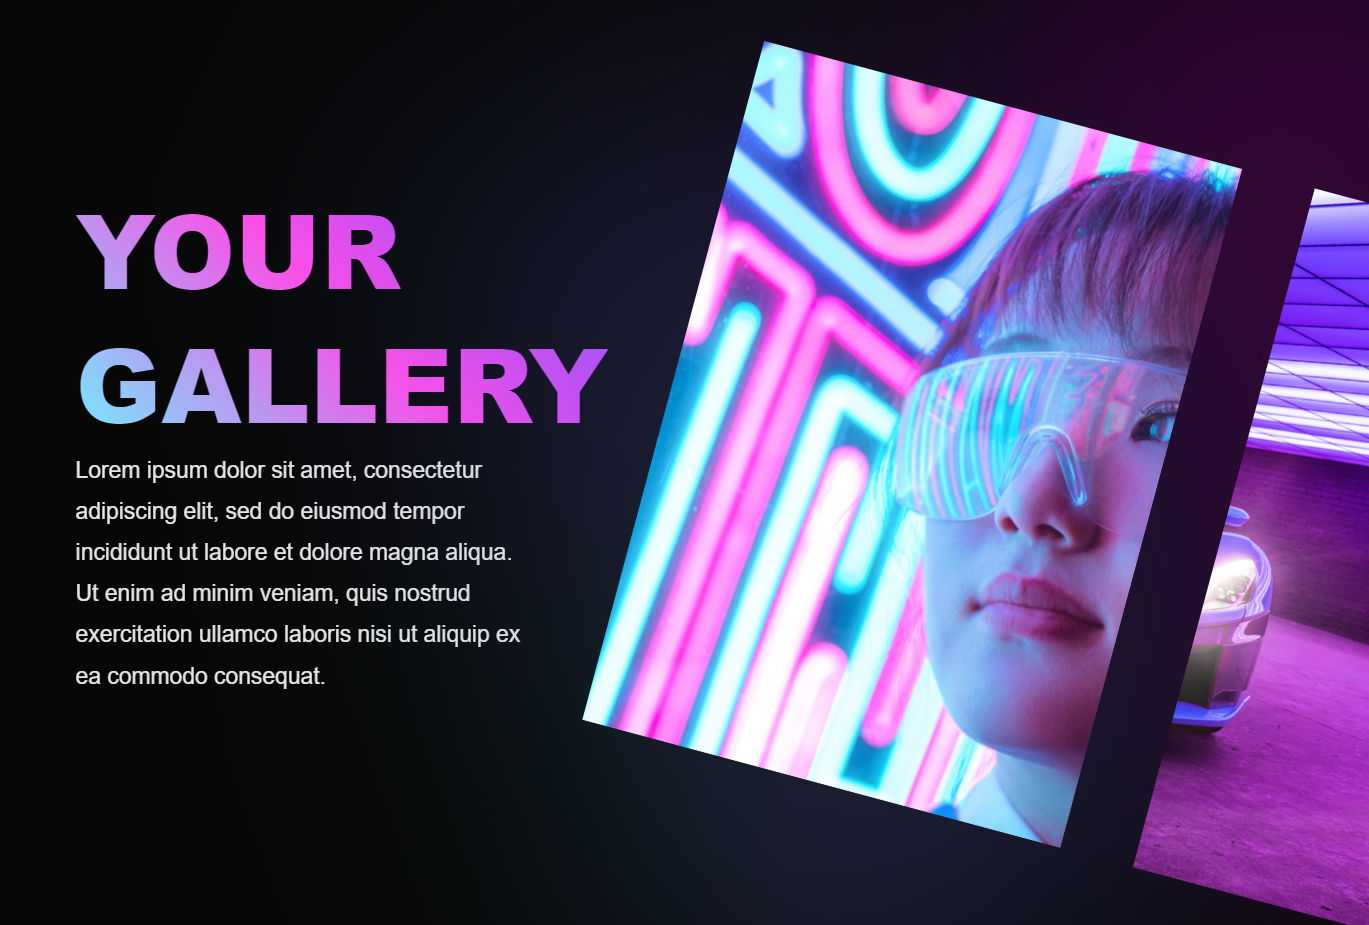 YOUR
GALLERY
Lorem ipsum dolor sit amet, consectetur
adipiscing elit, sed do eiusmod tempor
incididunt ut labore et dolore magna aliqua.
Ut enim ad minim veniam, quis nostrud
exercitation ullamco laboris nisi ut aliquip ex
ea commodo consequat.